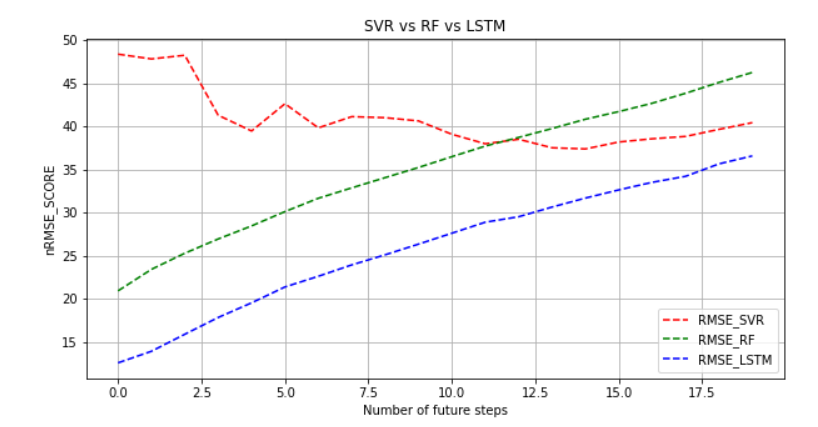 SVR vs RF vs LSTM
nRMSE_SCORE
50
45
40
35
30
25
20
15
0.0 2.5 5.0 7.5 10.0 12.5 15.0 17.5
Number of future steps
RMSE_SVR
RMSE_RF
RMSE_LSTM